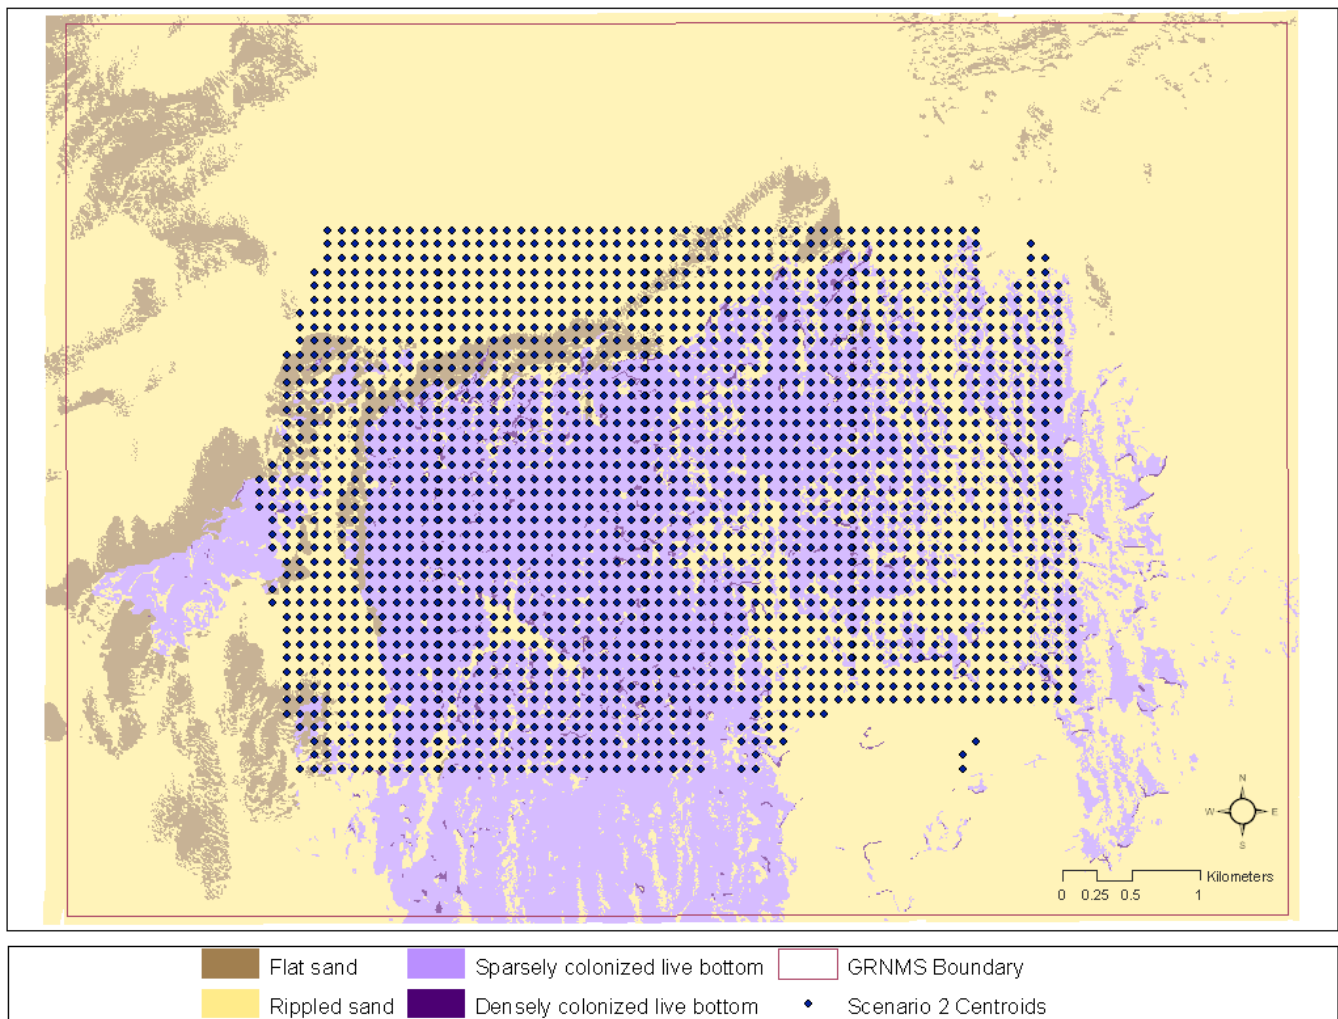 N
W E
S
Kilometers
0 0.25 0.5 1
Flat sand
Sparsely colonized live bottom
GRNMS Boundary
Rippled sand
Densely colonized live bottom
Scenario 2 Centroids